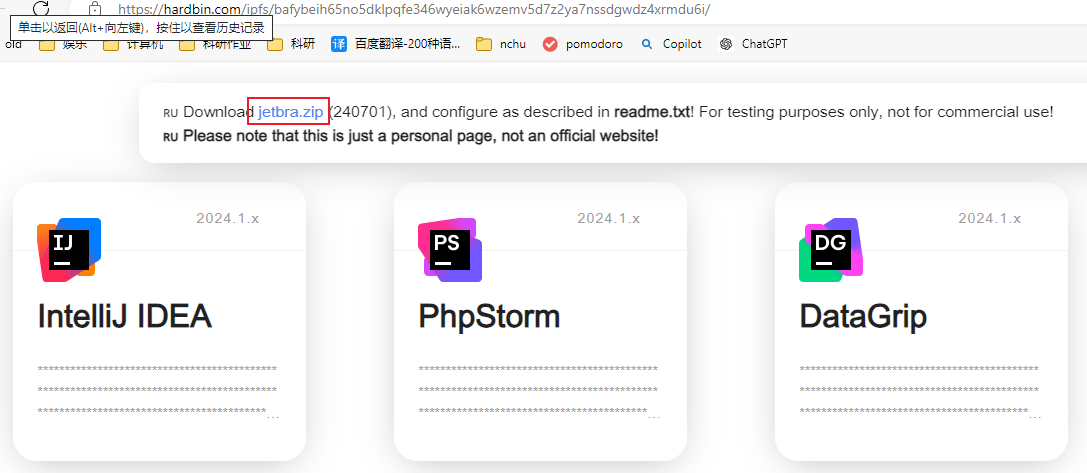 https://hardbin.com/ipfs/bafybeih65no5dklpqfe346wyeiak6wzemv5d7z2ya7nssdgwdz4xrmdu6i/
单击以返回(Alt+向左键)，按住以查看历史记录
old 娱乐 计算机 科研作业 科研 译 百度翻译-200种语... nchu pomodoro Copilot ChatGPT
RU Download jetbra.zip (240701), and configure as described in readme.txt! For testing purposes only, not for commercial use!
RU Please note that this is just a personal page, not an official website!
2024.1.x 2024.1.x 2024.1.x
IJ PS DG
IntelliJ IDEA PhpStorm DataGrip
******************************************** ******************************************** ********************************************
******************************************** ******************************************** ********************************************
******************************************... ******************************************... ******************************************...